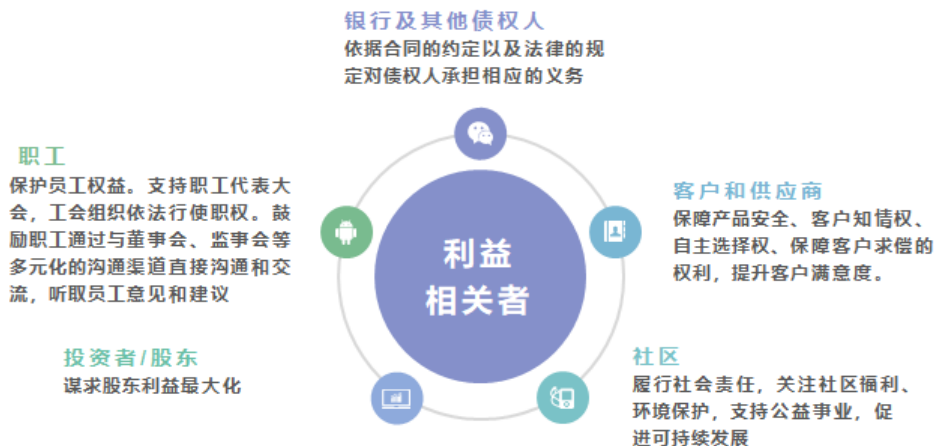 银行及其他债权人
依据合同的约定以及法律的规
定对债权人承担相应的义务
职工
保护员工权益。支持职工代表大
会，工会组织依法行使职权。鼓
励职工通过与董事会、监事会等
多元化的沟通渠道直接沟通和交
流，听取员工意见和建议
客户和供应商
保障产品安全、客户知情权、
自主选择权、保障客户求偿的
权利，提升客户满意度。
利益
相关者
投资者/股东
谋求股东利益最大化
社区
履行社会责任，关注社区福利、
环境保护，支持公益事业，促
进可持续发展